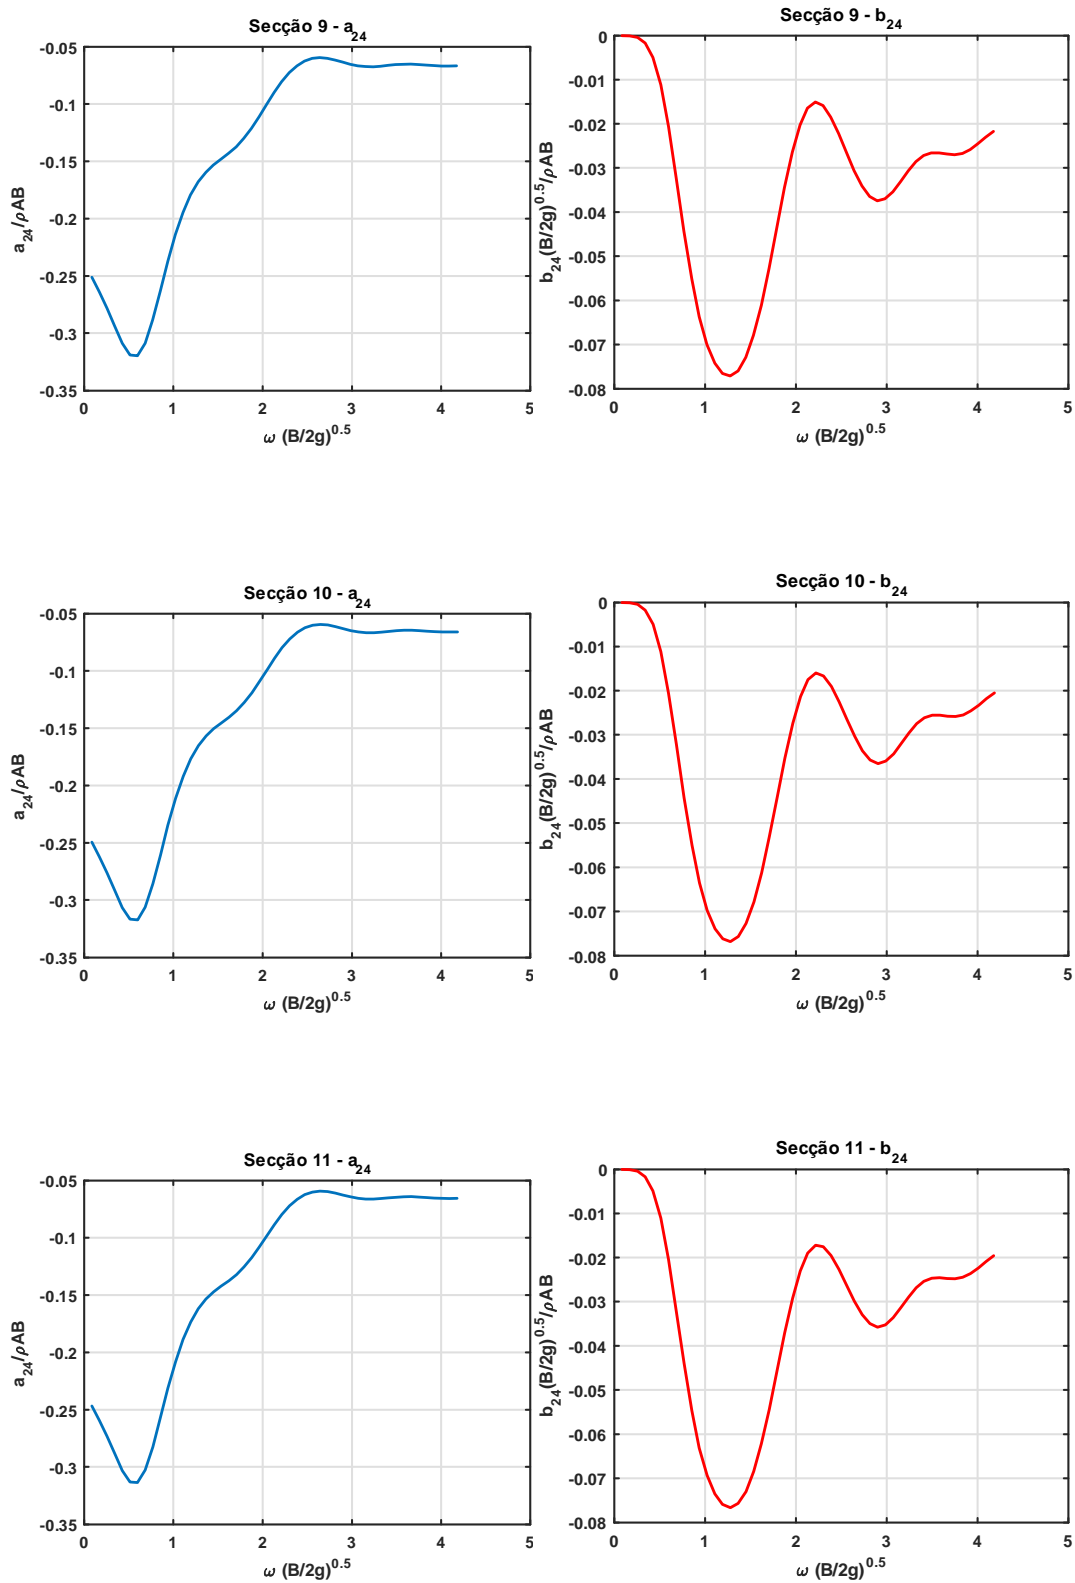 Secção 9 - a24
-0.05
-0.1
-0.15
-0.2
-0.25
-0.3
-0.35
0 1 2 3 4 5
a24/ρAB
ω (B/2g)^0.5
Secção 9 - b24
0
-0.01
-0.02
-0.03
-0.04
-0.05
-0.06
-0.07
-0.08
0 1 2 3 4 5
b24(B/2g)^0.5/ρAB
ω (B/2g)^0.5
Secção 10 - a24
-0.05
-0.1
-0.15
-0.2
-0.25
-0.3
-0.35
0 1 2 3 4 5
a24/ρAB
ω (B/2g)^0.5
Secção 10 - b24
0
-0.01
-0.02
-0.03
-0.04
-0.05
-0.06
-0.07
-0.08
0 1 2 3 4 5
b24(B/2g)^0.5/ρAB
ω (B/2g)^0.5
Secção 11 - a24
-0.05
-0.1
-0.15
-0.2
-0.25
-0.3
-0.35
0 1 2 3 4 5
a24/ρAB
ω (B/2g)^0.5
Secção 11 - b24
0
-0.01
-0.02
-0.03
-0.04
-0.05
-0.06
-0.07
-0.08
0 1 2 3 4 5
b24(B/2g)^0.5/ρAB
ω (B/2g)^0.5